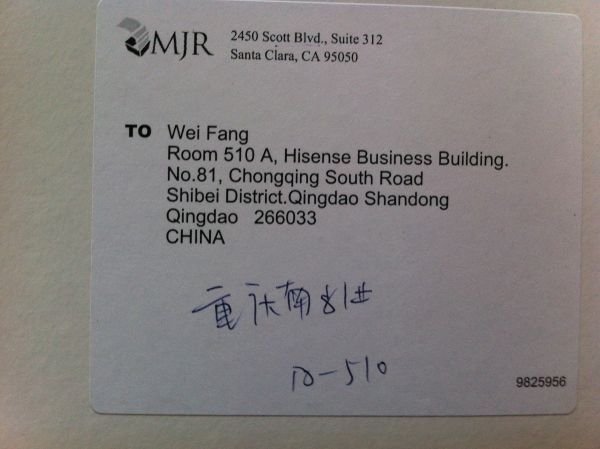 MJR
2450 Scott Blvd., Suite 312
Santa Clara, CA 95050
TO Wei Fang
Room 510 A, Hisense Business Building.
No.81, Chongqing South Road
Shibei District.Qingdao Shandong
Qingdao 266033
CHINA
重庆南81#
D-510
9825956